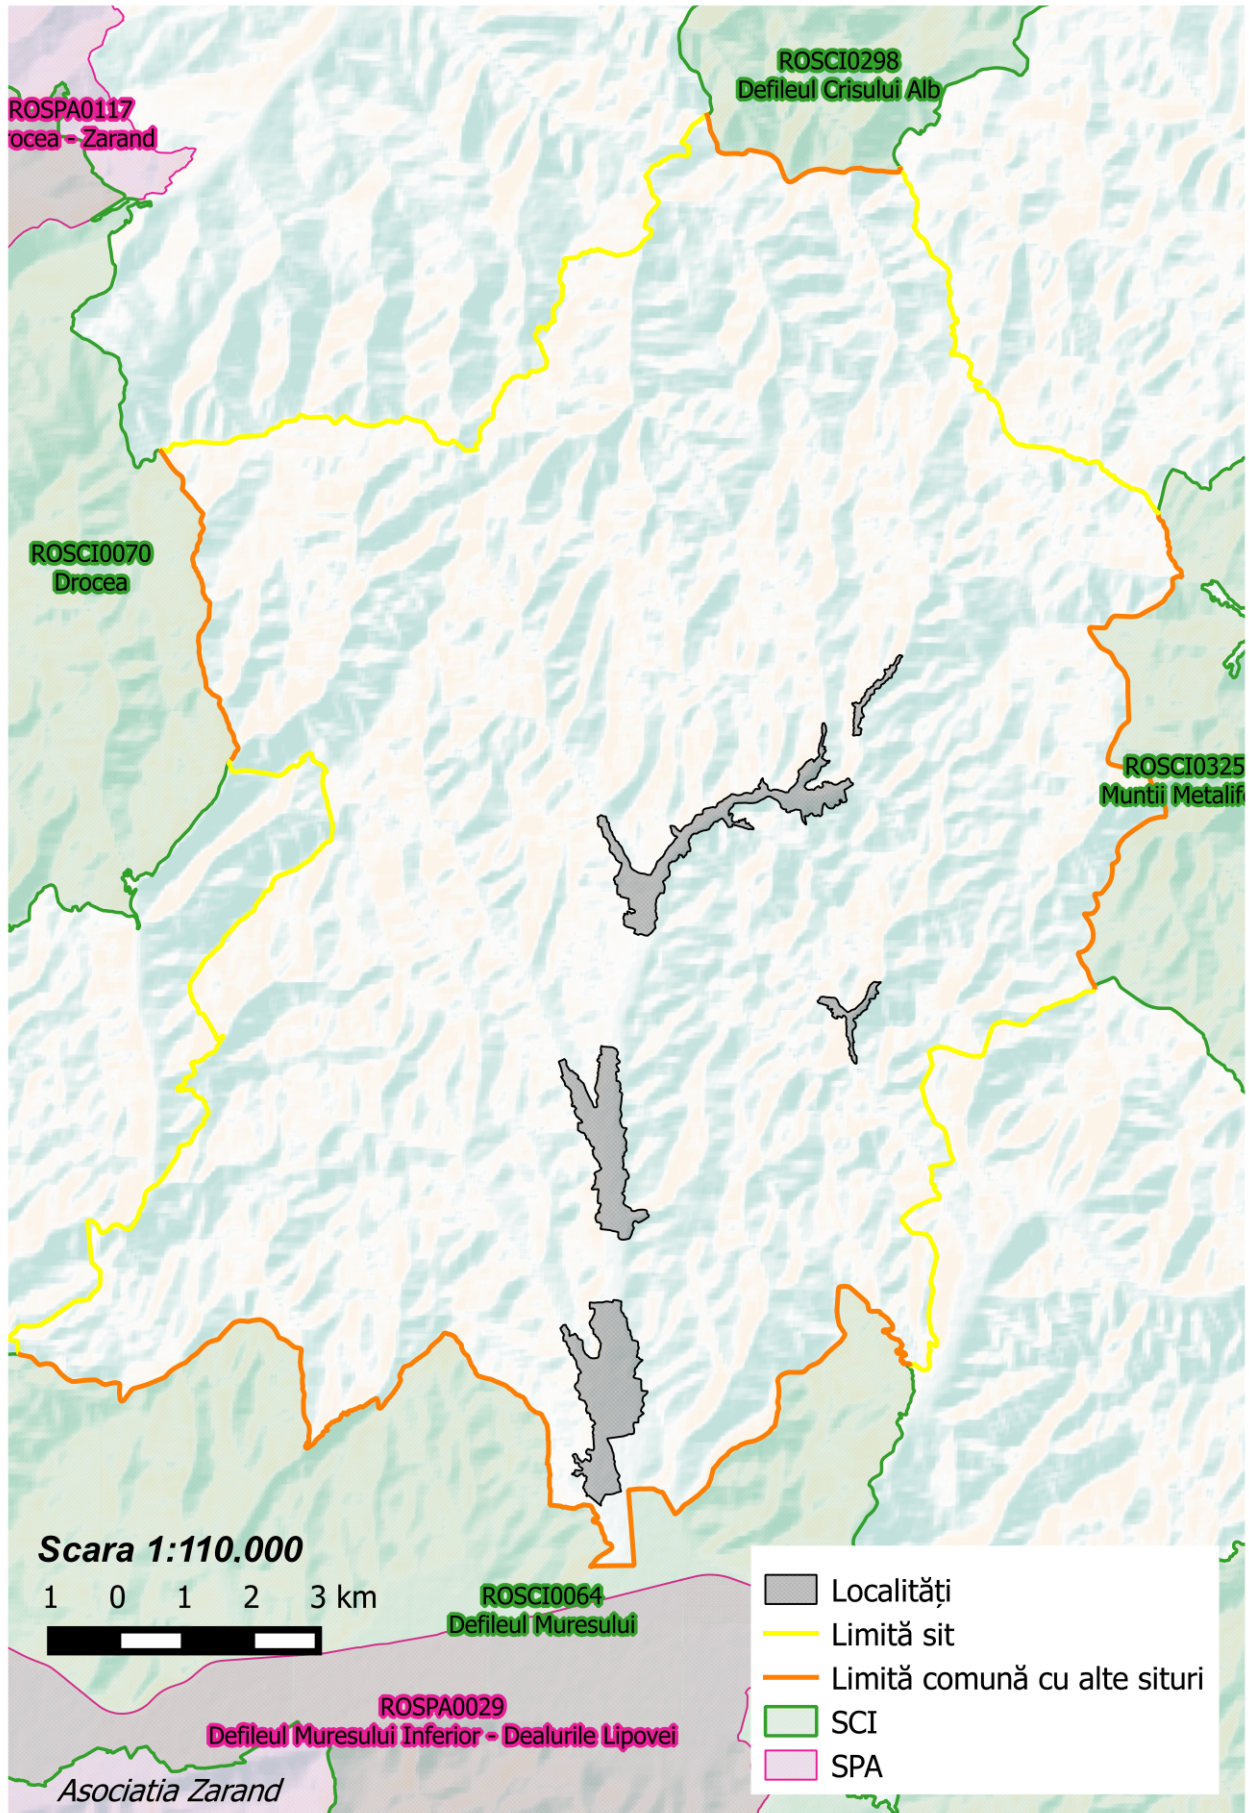 ROSCI0298
Defileul Crisului Alb
ROSPA0117
rocea - Zarand
ROSCI0070
Drocea
ROSCI0325
Muntii Metalif
ROSCI0064
Defileul Muresului
ROSPA0029
Defileul Muresului Inferior - Dealurile Lipovei
Scara 1:110.000
1 0 1 2 3 km
Asociatia Zarand
Localități
Limită sit
Limită comună cu alte situri
SCI
SPA